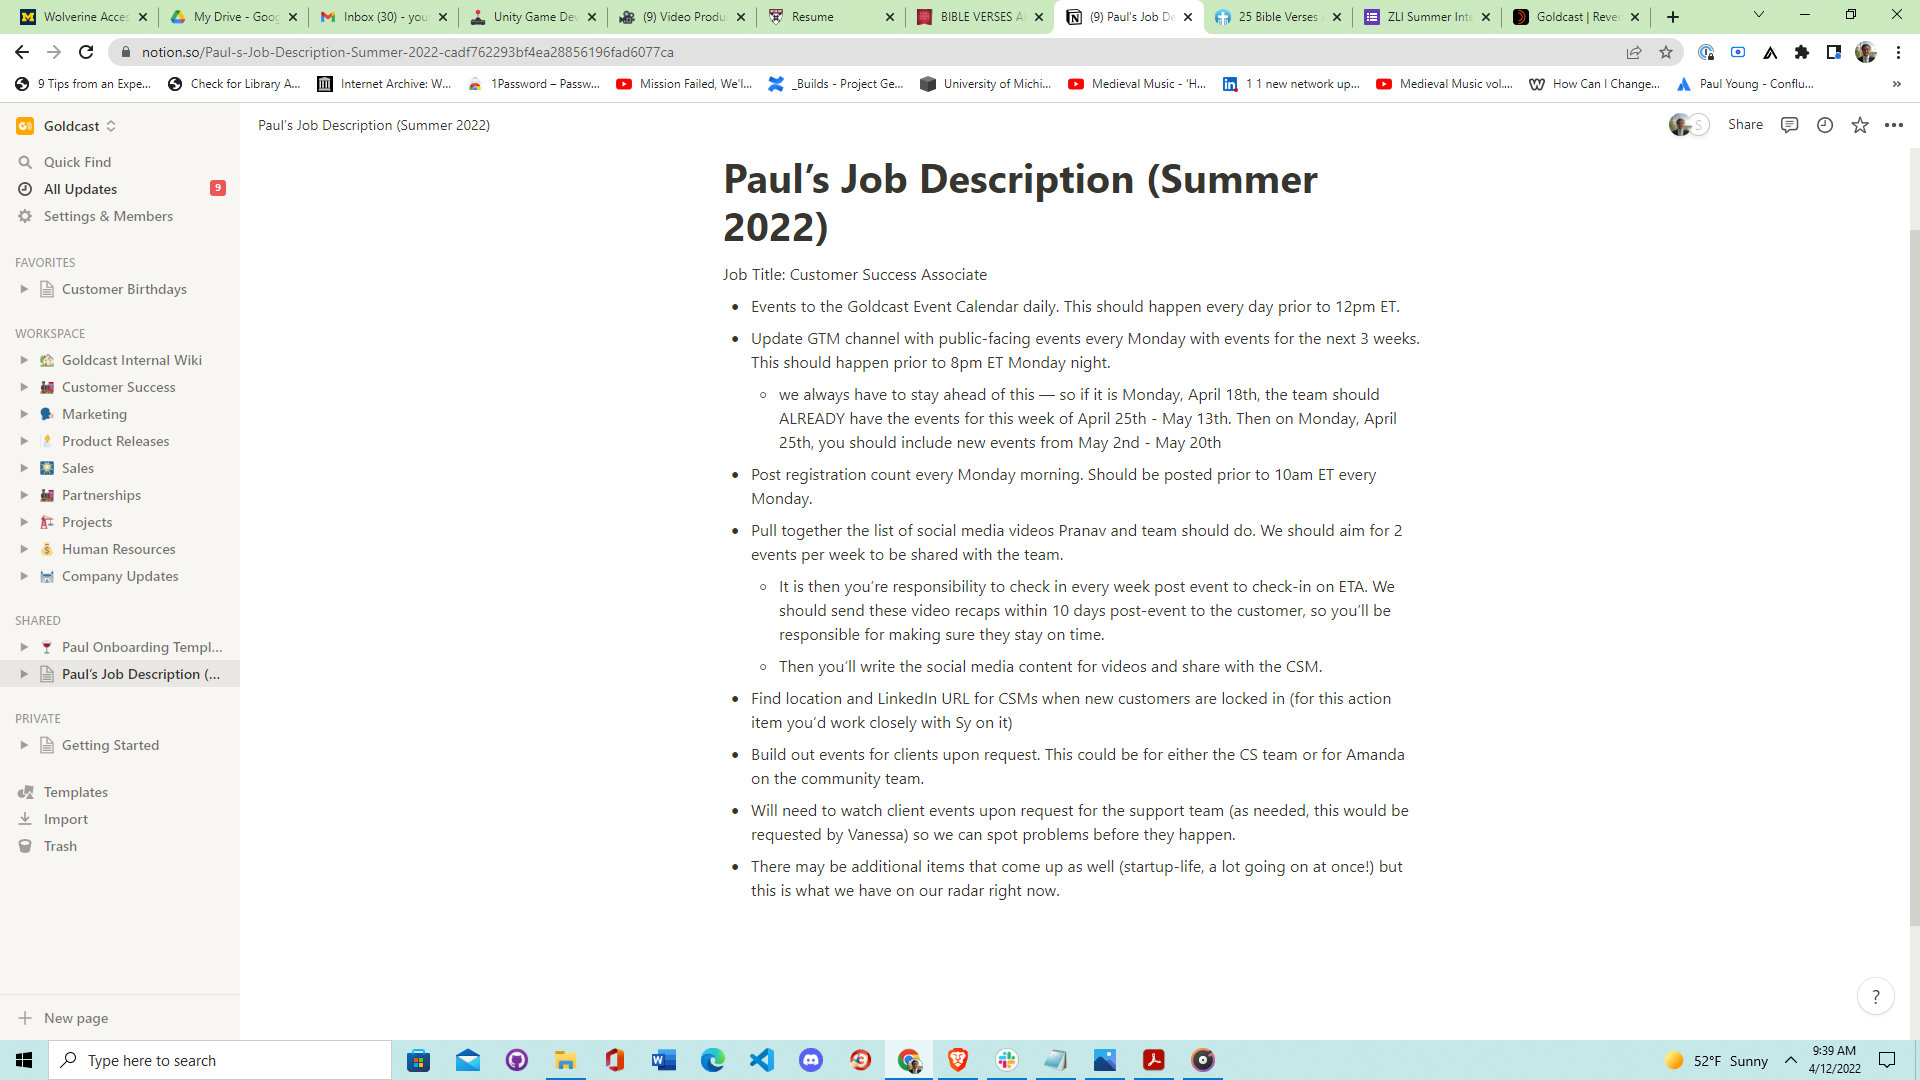 Wolverine Acces
My Drive - Goog
Inbox (30) - you
Unity Game Dev
(9) Video Produ
Resume
BIBLE VERSES A
(9) Paul's Job De
25 Bible Verses
ZLI Summer Inte
Goldcast | Rever
notion.so/Paul-s-Job-Description-Summer-2022-cadf762293bf4ea28856196fad6077ca
9 Tips from an Expe...
Check for Library A...
Internet Archive: W...
1Password – Passw...
Mission Failed, We'l...
_Builds - Project Ge...
University of Michi...
Medieval Music - 'H...
1 1 new network up...
Medieval Music vol....
How Can I Change...
Paul Young - Conflu...
»
Goldcast
Quick Find
All Updates 9
Settings & Members
FAVORITES
Customer Birthdays
WORKSPACE
Goldcast Internal Wiki
Customer Success
Marketing
Product Releases
Sales
Partnerships
Projects
Human Resources
Company Updates
SHARED
Paul Onboarding Templ...
Paul's Job Description (...
PRIVATE
Getting Started
Templates
Import
Trash
New page
Paul's Job Description (Summer 2022)
S
Share
Paul's Job Description (Summer
2022)
Job Title: Customer Success Associate
• Events to the Goldcast Event Calendar daily. This should happen every day prior to 12pm ET.
• Update GTM channel with public-facing events every Monday with events for the next 3 weeks.
This should happen prior to 8pm ET Monday night.
◦ we always have to stay ahead of this — so if it is Monday, April 18th, the team should
ALREADY have the events for this week of April 25th - May 13th. Then on Monday, April
25th, you should include new events from May 2nd - May 20th
• Post registration count every Monday morning. Should be posted prior to 10am ET every
Monday.
• Pull together the list of social media videos Pranav and team should do. We should aim for 2
events per week to be shared with the team.
◦ It is then you're responsibility to check in every week post event to check-in on ETA. We
should send these video recaps within 10 days post-event to the customer, so you'll be
responsible for making sure they stay on time.
◦ Then you'll write the social media content for videos and share with the CSM.
• Find location and LinkedIn URL for CSMs when new customers are locked in (for this action
item you'd work closely with Sy on it)
• Build out events for clients upon request. This could be for either the CS team or for Amanda
on the community team.
• Will need to watch client events upon request for the support team (as needed, this would be
requested by Vanessa) so we can spot problems before they happen.
• There may be additional items that come up as well (startup-life, a lot going on at once!) but
this is what we have on our radar right now.
?
Type here to search
52°F Sunny
9:39 AM
4/12/2022